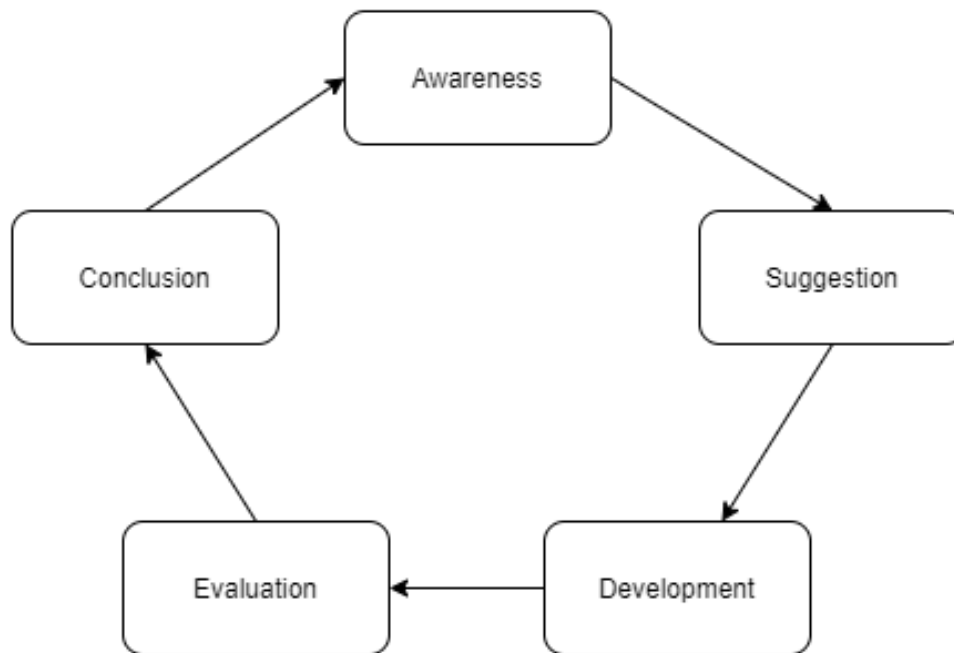 Awareness
Conclusion
Suggestion
Evaluation
Development